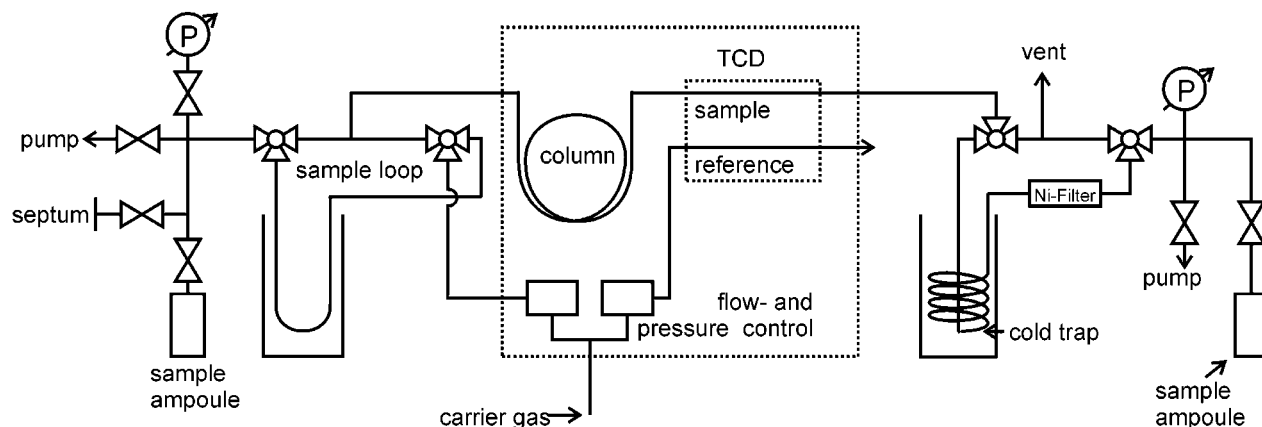 P
TCD
vent
P
sample
pump
sample loop
column
reference
septum
Ni-Filter
pump
flow- and
pressure control
cold trap
sample
ampoule
carrier gas
sample
ampoule